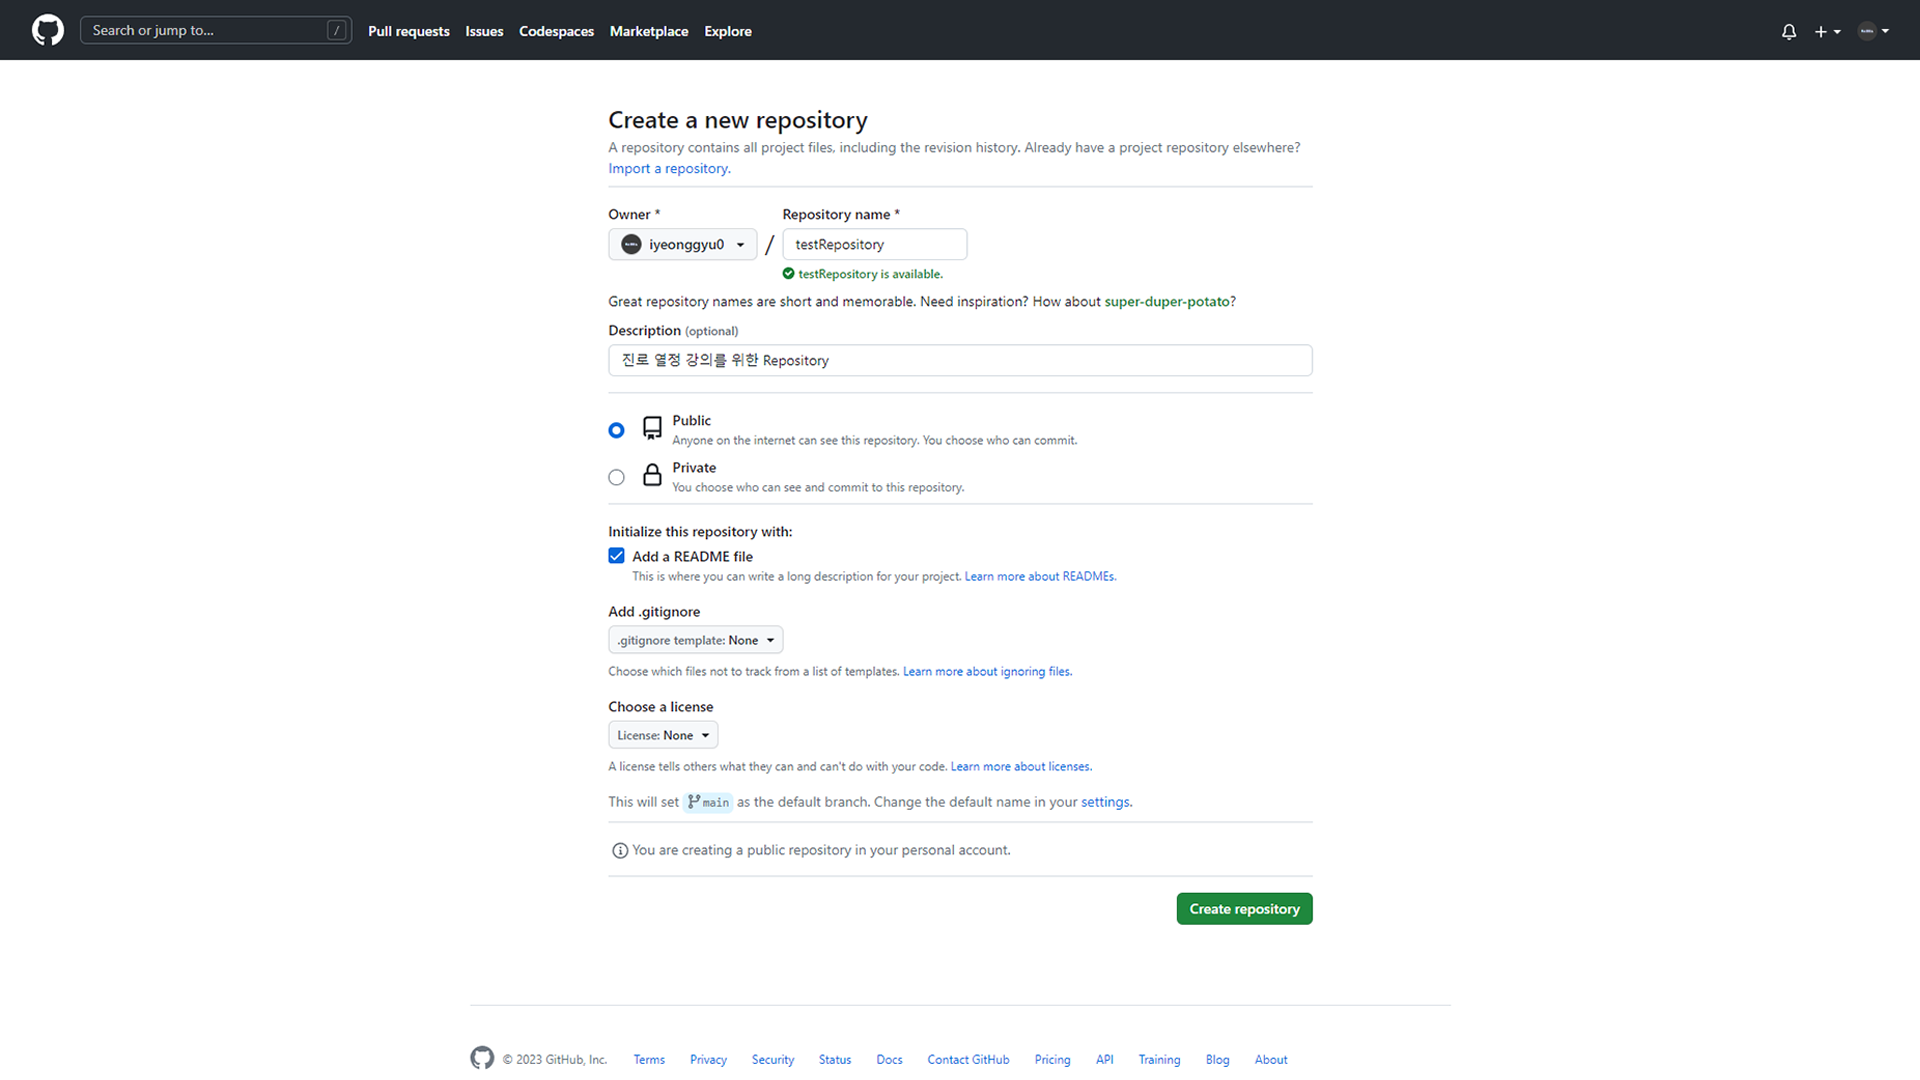 Search or jump to...
/
Pull requests
Issues
Codespaces
Marketplace
Explore
Create a new repository
A repository contains all project files, including the revision history. Already have a project repository elsewhere?
Import a repository.
Owner *
Repository name *
iyeonggyu0
/
testRepository
testRepository is available.
Great repository names are short and memorable. Need inspiration? How about super-duper-potato?
Description (optional)
진로 열정 강의를 위한 Repository
Public
Anyone on the internet can see this repository. You choose who can commit.
Private
You choose who can see and commit to this repository.
Initialize this repository with:
Add a README file
This is where you can write a long description for your project. Learn more about READMEs.
Add .gitignore
.gitignore template: None
Choose which files not to track from a list of templates. Learn more about ignoring files.
Choose a license
License: None
A license tells others what they can and can't do with your code. Learn more about licenses.
This will set main as the default branch. Change the default name in your settings.
You are creating a public repository in your personal account.
Create repository
© 2023 GitHub, Inc.
Terms
Privacy
Security
Status
Docs
Contact GitHub
Pricing
API
Training
Blog
About